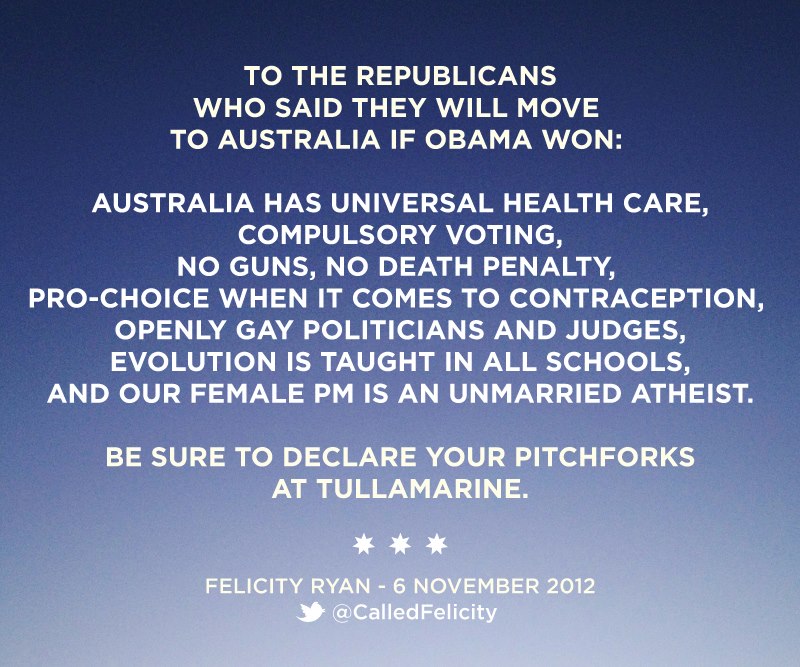 TO THE REPUBLICANS
WHO SAID THEY WILL MOVE
TO AUSTRALIA IF OBAMA WON:
AUSTRALIA HAS UNIVERSAL HEALTH CARE,
COMPULSORY VOTING,
NO GUNS, NO DEATH PENALTY,
PRO-CHOICE WHEN IT COMES TO CONTRACEPTION,
OPENLY GAY POLITICIANS AND JUDGES,
EVOLUTION IS TAUGHT IN ALL SCHOOLS,
AND OUR FEMALE PM IS AN UNMARRIED ATHEIST.
BE SURE TO DECLARE YOUR PITCHFORKS
AT TULLAMARINE.
FELICITY RYAN - 6 NOVEMBER 2012
@CalledFelicity